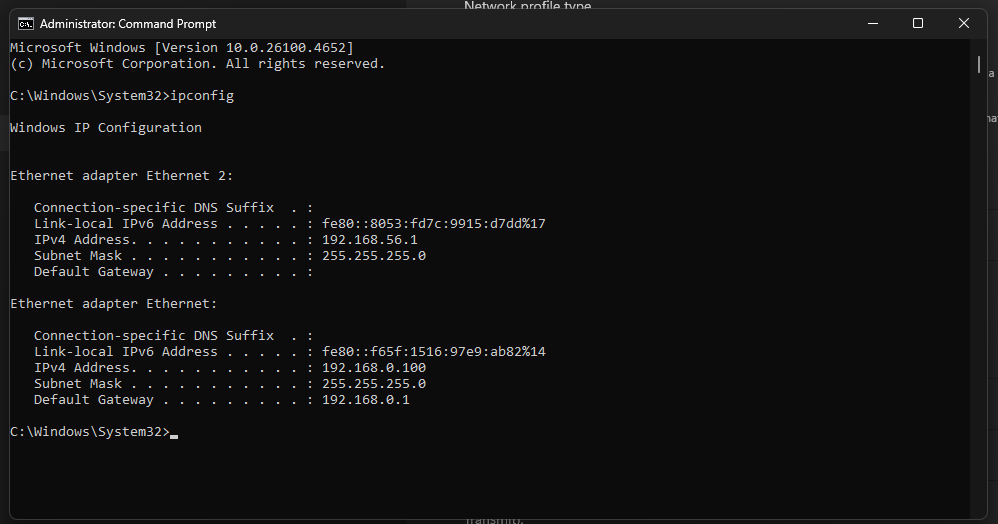 Network profile type
Administrator: Command Prompt
Microsoft Windows [Version 10.0.26100.4652]
(c) Microsoft Corporation. All rights reserved.
C:\Windows\System32>ipconfig
Windows IP Configuration
Ethernet adapter Ethernet 2:
Connection-specific DNS Suffix  . :
Link-local IPv6 Address . . . . . : fe80::8053:fd7c:9915:d7dd%17
IPv4 Address. . . . . . . . . . . : 192.168.56.1
Subnet Mask . . . . . . . . . . . : 255.255.255.0
Default Gateway . . . . . . . . . :
Ethernet adapter Ethernet:
Connection-specific DNS Suffix  . :
Link-local IPv6 Address . . . . . : fe80::f65f:1516:97e9:ab82%14
IPv4 Address. . . . . . . . . . . : 192.168.0.100
Subnet Mask . . . . . . . . . . . : 255.255.255.0
Default Gateway . . . . . . . . . : 192.168.0.1
C:\Windows\System32>